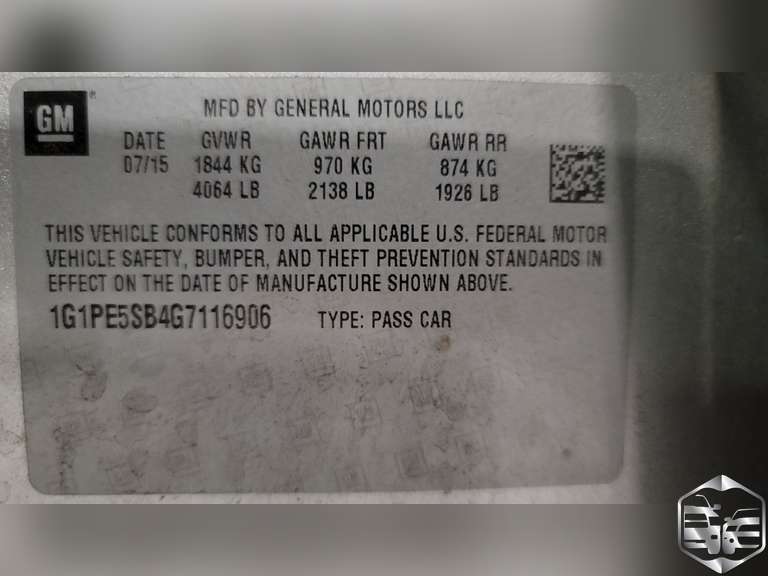 GM
MFD BY GENERAL MOTORS LLC
DATE GVWR GAWR FRT GAWR RR
07/15 1844 KG 970 KG 874 KG
4064 LB 2138 LB 1926 LB
THIS VEHICLE CONFORMS TO ALL APPLICABLE U.S. FEDERAL MOTOR
VEHICLE SAFETY, BUMPER, AND THEFT PREVENTION STANDARDS IN
EFFECT ON THE DATE OF MANUFACTURE SHOWN ABOVE.
1G1PE5SB4G7116906 TYPE: PASS CAR